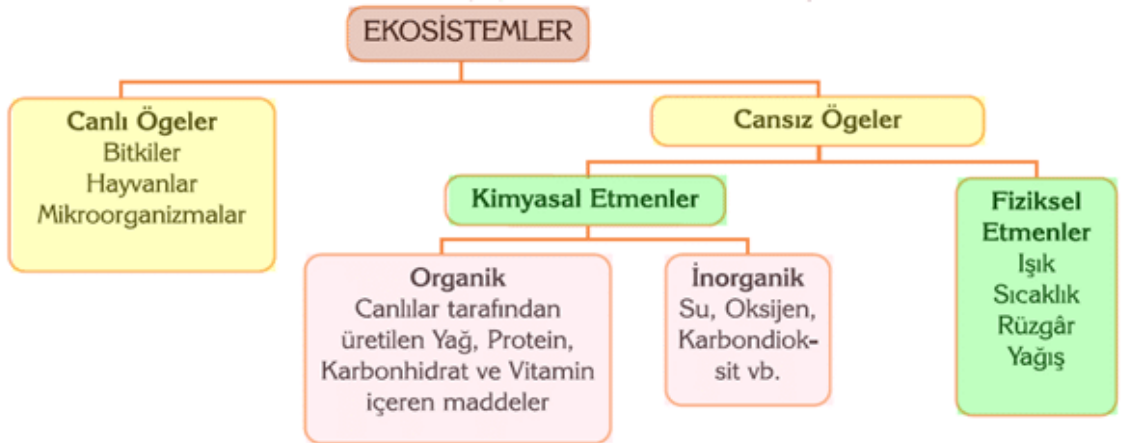 EKOSİSTEMLER
Canlı Ögeler
Bitkiler
Hayvanlar
Mikroorganizmalar
Cansız Ögeler
Kimyasal Etmenler
Organik
Canlılar tarafından
üretilen Yağ, Protein,
Karbonhidrat ve Vitamin
içeren maddeler
İnorganik
Su, Oksijen,
Karbondiok-
sit vb.
Fiziksel
Etmenler
Işık
Sıcaklık
Rüzgâr
Yağış